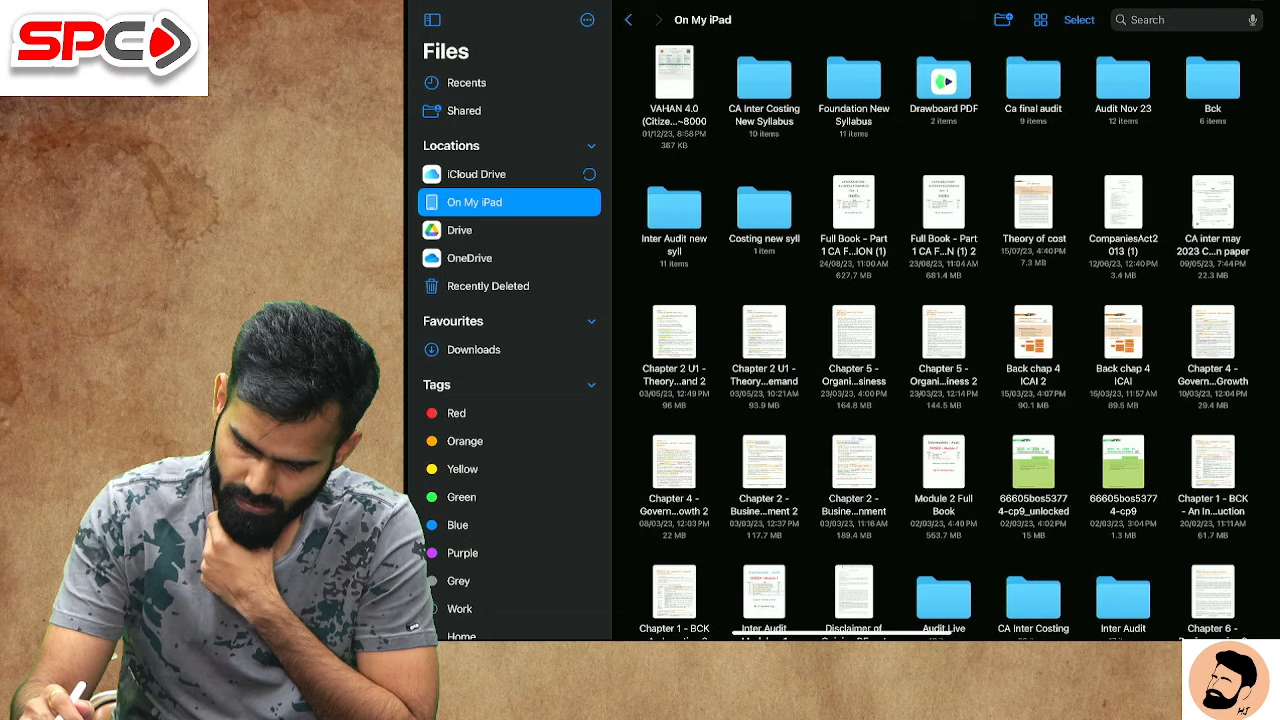 SPC
Files
Recents
Shared
Locations
iCloud Drive
On My iPad
Drive
OneDrive
Recently Deleted
Favourites
Downloads
Tags
Red
Orange
Yellow
Green
Blue
Purple
Grey
Work
Home
On My iPad
Select
Search
VAHAN 4.0
(Citize...~8000
01/12/23, 8:58 PM
367 KB
CA Inter Costing
New Syllabus
10 items
Foundation New
Syllabus
11 items
Drawboard PDF
2 items
Ca final audit
9 items
Audit Nov 23
12 items
Bck
6 items
Inter Audit new
syll
11 items
Costing new syll
1 item
Full Book - Part
1 CA F...ION (1)
24/08/23, 11:00 AM
627.7 MB
Full Book - Part
1 CA F...N (1) 2
23/08/23, 11:04 AM
681.4 MB
Theory of cost
15/07/23, 4:40 PM
7.3 MB
CompaniesAct2
013 (1)
12/06/23, 12:40 PM
3.4 MB
CA inter may
2023 C...n paper
09/05/23, 7:44 PM
22.3 MB
Chapter 2 U1 -
Theory...and 2
03/05/23, 12:49 PM
96 MB
Chapter 2 U1 -
Theory...emand
03/05/23, 10:21 AM
93.9 MB
Chapter 5 -
Organi...siness
23/03/23, 4:00 PM
164.8 MB
Chapter 5 -
Organi...iness 2
23/03/23, 12:14 PM
144.5 MB
Back chap 4
ICAI 2
15/03/23, 4:07 PM
90.1 MB
Back chap 4
ICAI
15/03/23, 11:57 AM
89.5 MB
Chapter 4 -
Govern...Growth
10/03/23, 12:04 PM
29.4 MB
Chapter 4 -
Govern...owth 2
08/03/23, 12:03 PM
22 MB
Chapter 2 -
Busine...ment 2
03/03/23, 12:37 PM
117.7 MB
Chapter 2 -
Busine...nment
03/03/23, 11:16 AM
189.4 MB
Module 2 Full
Book
02/03/23, 4:40 PM
553.7 MB
66605bos5377
4-cp9_unlocked
02/03/23, 4:02 PM
15 MB
66605bos5377
4-cp9
02/03/23, 3:04 PM
1.3 MB
Chapter 1 - BCK
- An In...uction
20/02/23, 11:11 AM
61.7 MB
Chapter 1 - BCK
Inter Audit
Disclaimer of
Audit Live
CA Inter Costing
Inter Audit
Chapter 6 -
HJ